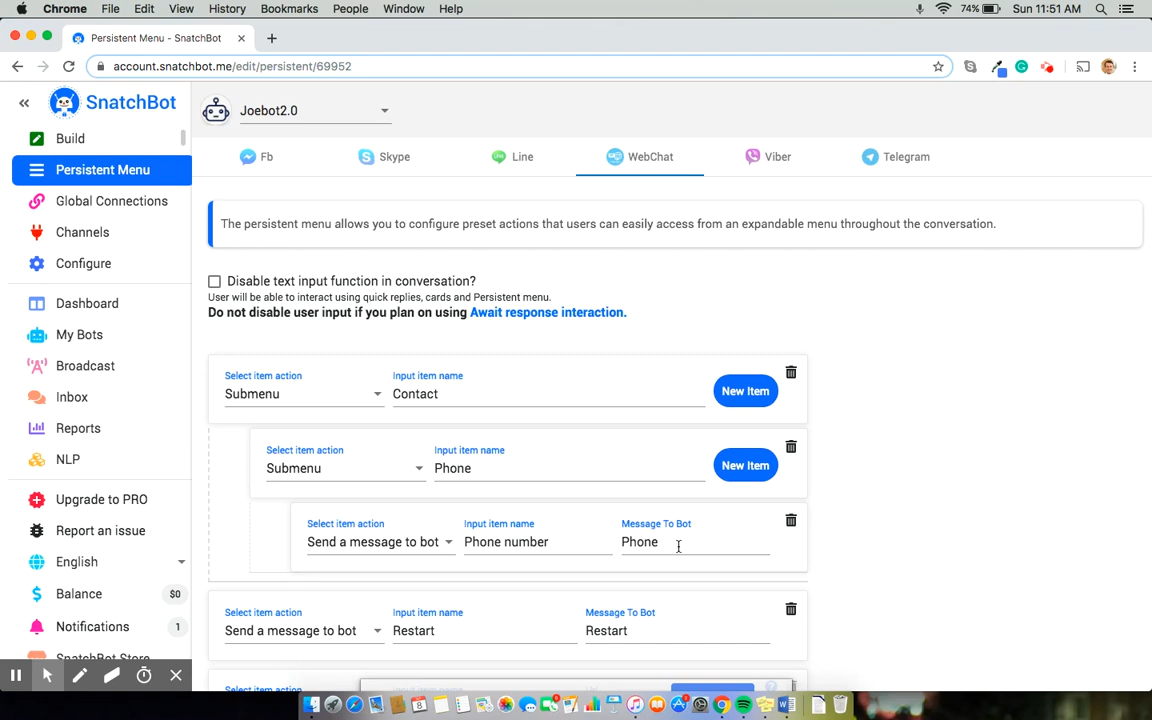 Chrome File Edit View History Bookmarks People Window Help 74% Sun 11:51 AM
Persistent Menu - SnatchBot
account.snatchbot.me/edit/persistent/69952
SnatchBot
Build
Persistent Menu
Global Connections
Channels
Configure
Dashboard
My Bots
Broadcast
Inbox
Reports
NLP
Upgrade to PRO
Report an issue
English
Balance $0
Notifications 1
SnatchBot Store
Joebot2.0
Fb Skype Line WebChat Viber Telegram
The persistent menu allows you to configure preset actions that users can easily access from an expandable menu throughout the conversation.
Disable text input function in conversation?
User will be able to interact using quick replies, cards and Persistent menu.
Do not disable user input if you plan on using Await response interaction.
Select item action Input item name
Submenu Contact New Item
Select item action Input item name
Submenu Phone New Item
Select item action Input item name Message To Bot
Send a message to bot Phone number Phone
Select item action Input item name Message To Bot
Send a message to bot Restart Restart
Select item action